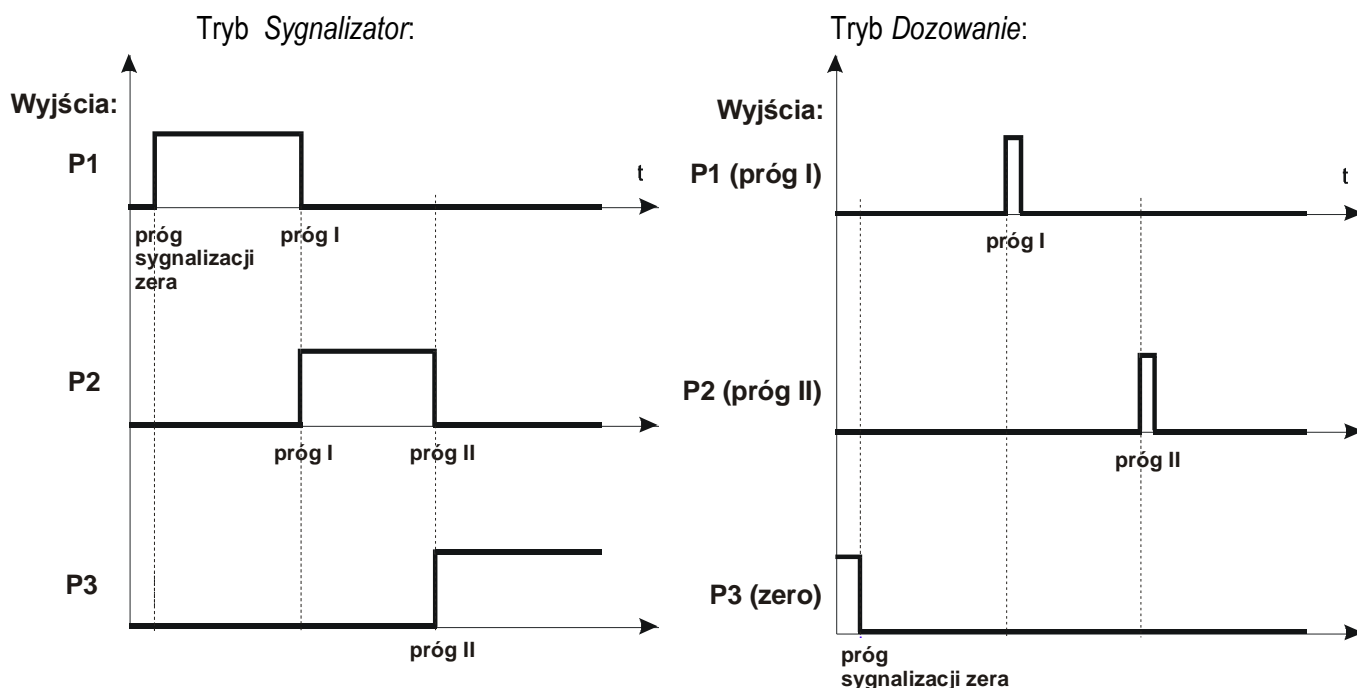 Tryb Sygnalizator:
Wyjścia:
P1
t
próg
sygnalizacji
zera
próg I
P2
próg I
próg II
P3
próg II
Tryb Dozowanie:
Wyjścia:
P1 (próg I)
t
próg I
P2 (próg II)
próg II
P3 (zero)
próg
sygnalizacji zera